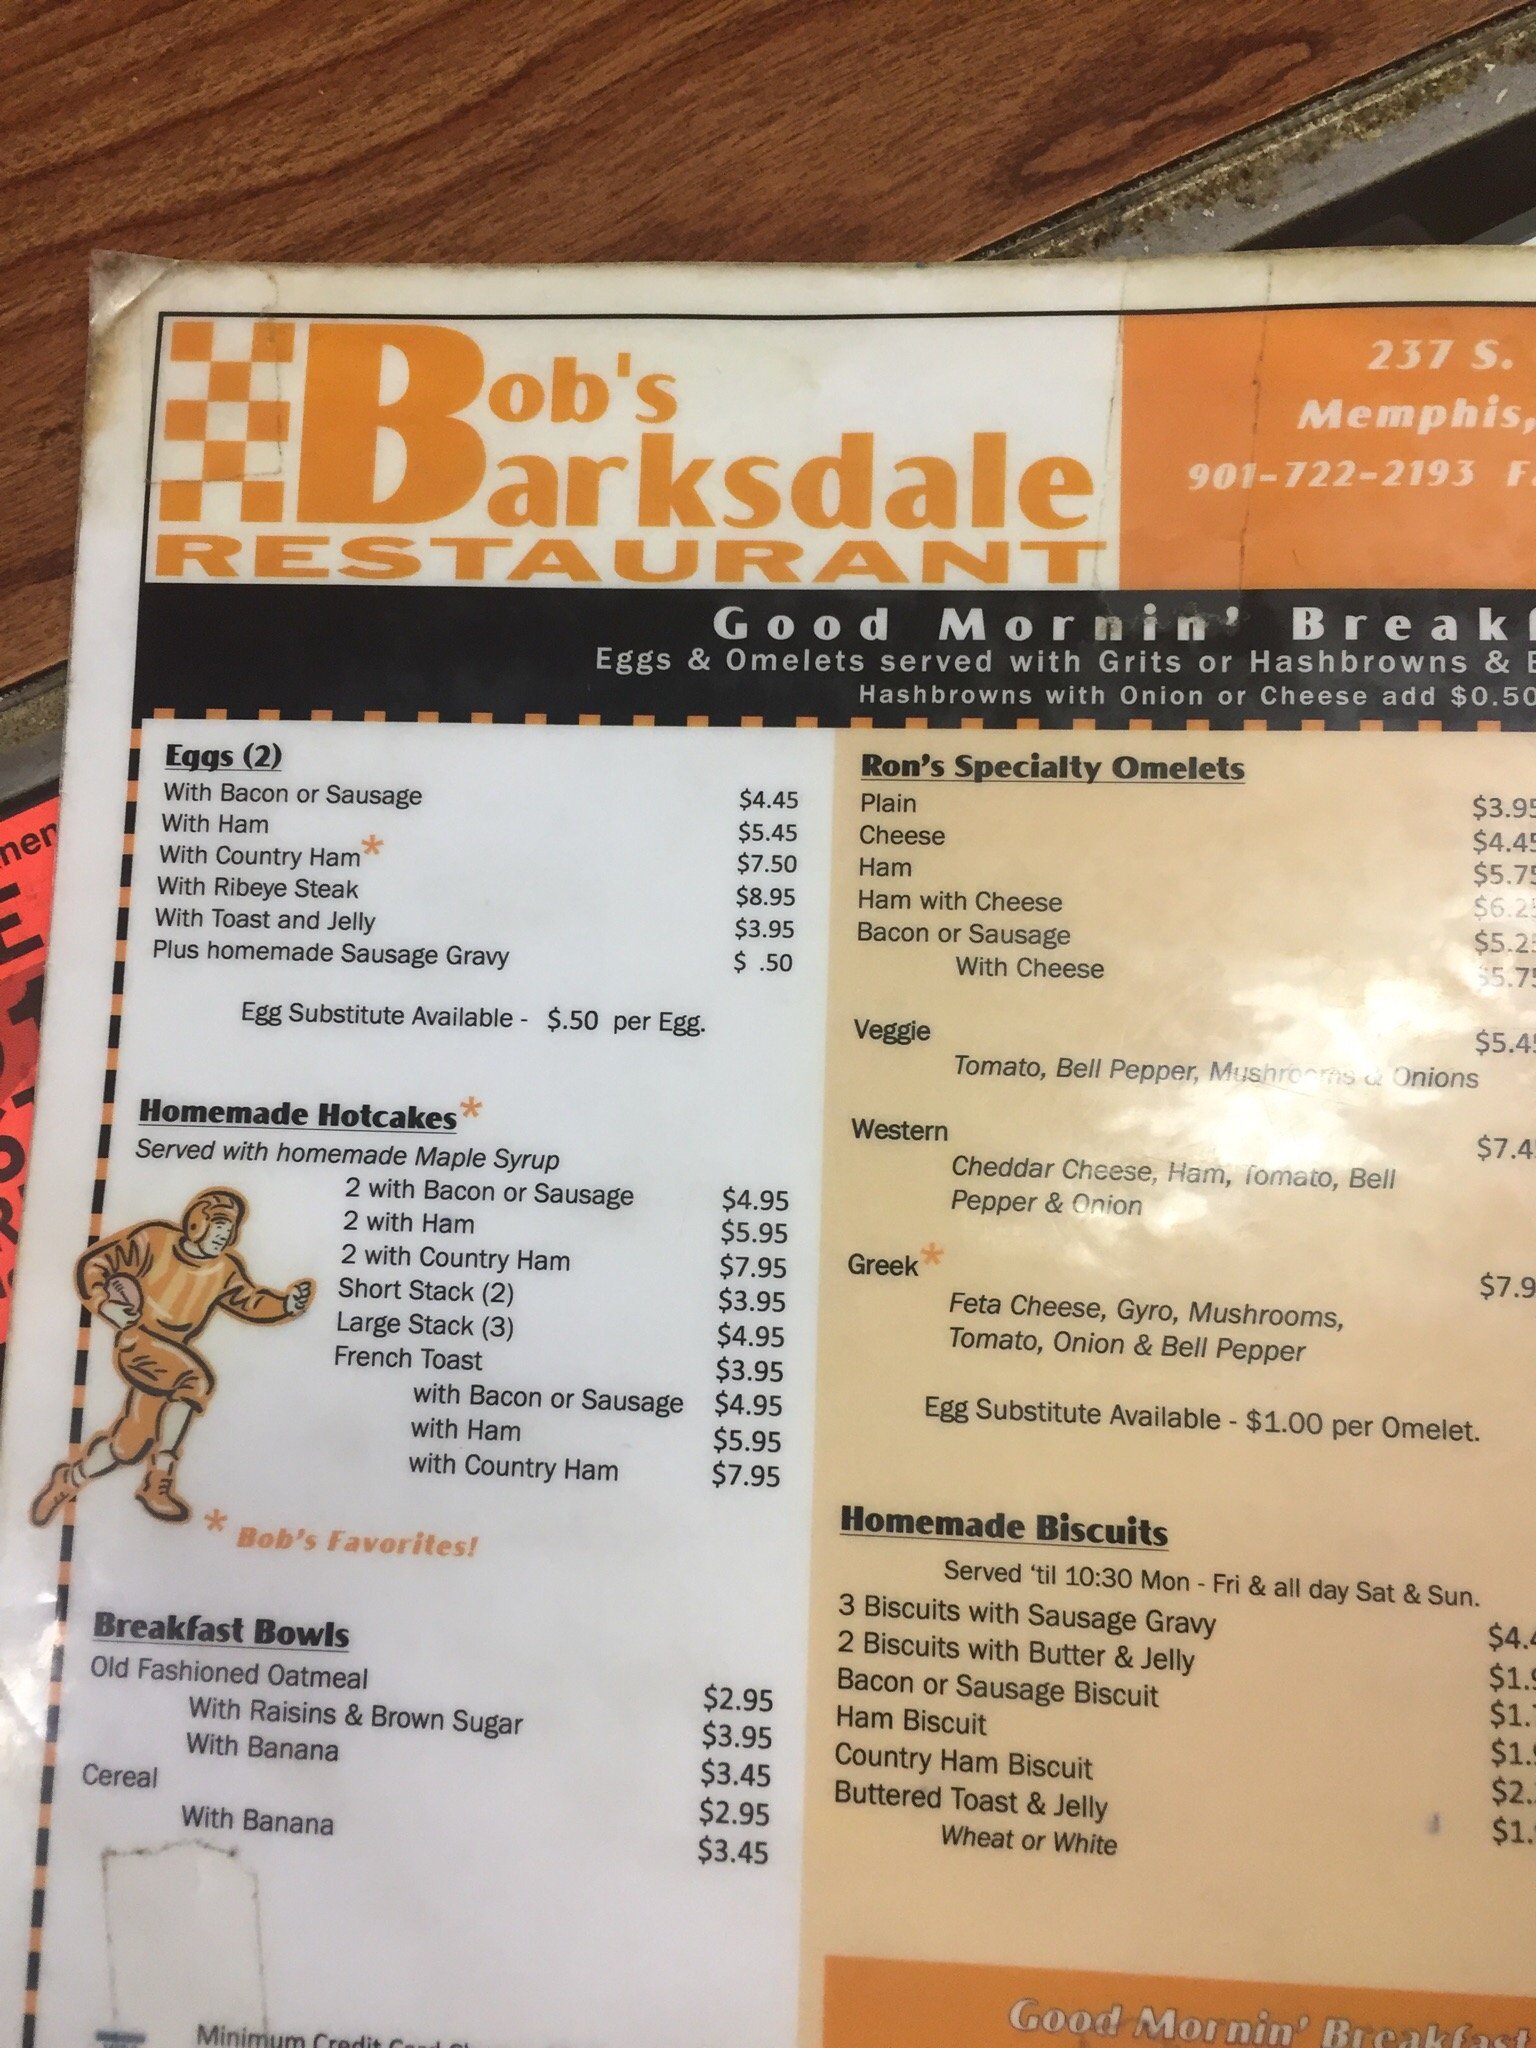 Bob's
Barksdale
RESTAURANT
237 S.
Memphis,
901-722-2193
Good Mornin'
Eggs & Omelets served with Grits or Hashbrowns &
Hashbrowns with Onion or Cheese add $0.50
Eggs (2)
With Bacon or Sausage $4.45
With Ham $5.45
With Country Ham* $7.50
With Ribeye Steak $8.95
With Toast and Jelly $3.95
Plus homemade Sausage Gravy $ .50
Egg Substitute Available - $.50 per Egg.
Homemade Hotcakes*
Served with homemade Maple Syrup
2 with Bacon or Sausage $4.95
2 with Ham $5.95
2 with Country Ham $7.95
Short Stack (2) $3.95
Large Stack (3) $4.95
French Toast $3.95
with Bacon or Sausage $4.95
with Ham $5.95
with Country Ham $7.95
* Bob's Favorites!
Breakfast Bowls
Old Fashioned Oatmeal $2.95
With Raisins & Brown Sugar $3.95
With Banana $3.45
Cereal $2.95
With Banana $3.45
Minimum Credit Card
Ron's Specialty Omelets
Plain $3.95
Cheese $4.45
Ham $5.75
Ham with Cheese
Bacon or Sausage
With Cheese
Veggie
Tomato, Bell Pepper, Mushrooms & Onions
Western
Cheddar Cheese, Ham, Tomato, Bell
Pepper & Onion
Greek*
Feta Cheese, Gyro, Mushrooms,
Tomato, Onion & Bell Pepper
Egg Substitute Available - $1.00 per Omelet.
Homemade Biscuits
Served ‘til 10:30 Mon - Fri & all day Sat & Sun.
3 Biscuits with Sausage Gravy
2 Biscuits with Butter & Jelly
Bacon or Sausage Biscuit
Ham Biscuit
Country Ham Biscuit
Buttered Toast & Jelly
Wheat or White
Good Mornin' Breakfast